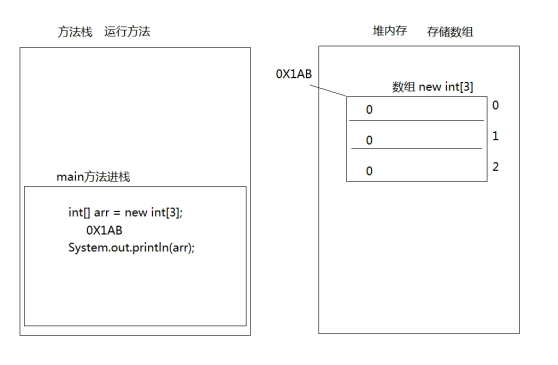 方法栈 运行方法
main方法进栈
int[] arr = new int[3];
0X1AB
System.out.println(arr);
堆内存 存储数组
0X1AB
数组 new int[3]
0 0
0 1
0 2